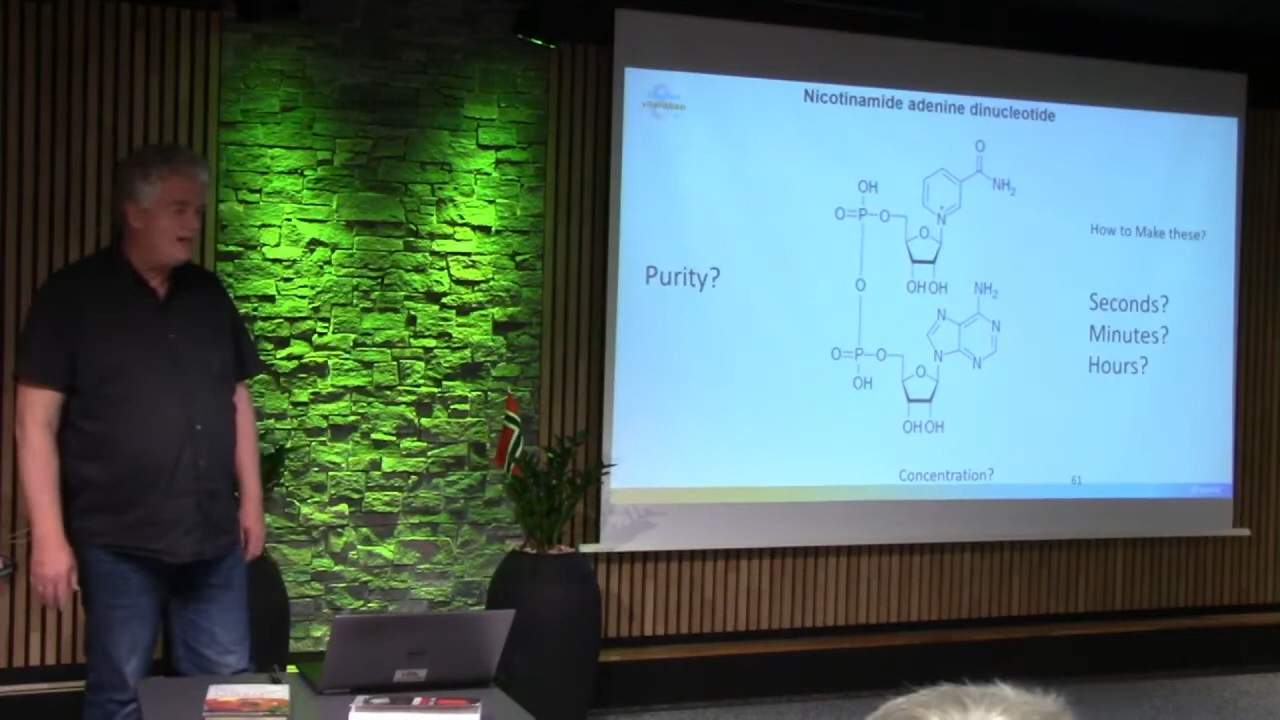 Nicotinamide adenine dinucleotide
O
NH2
OH
O=P-O
N+
O
OH OH
O
NH2
N
N
N
N
O=P-O
O
OH
OH OH
Purity?
How to Make these?
Seconds?
Minutes?
Hours?
Concentration?
61